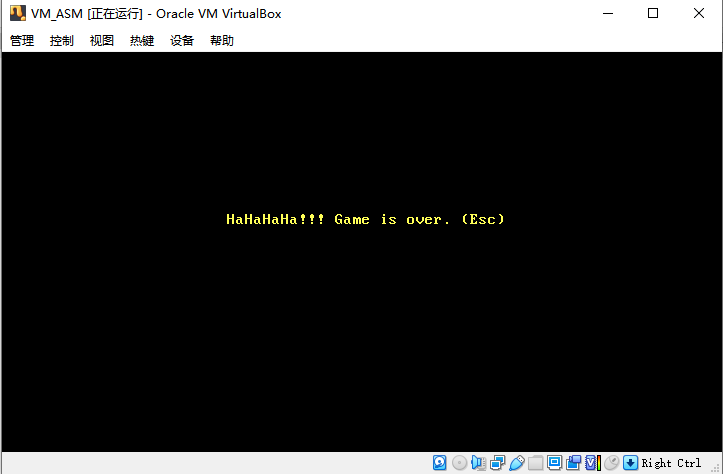 VM_ASM [正在运行] - Oracle VM VirtualBox
管理 控制 视图 热键 设备 帮助
HaHaHaHa!!! Game is over. (Esc)
Right Ctrl